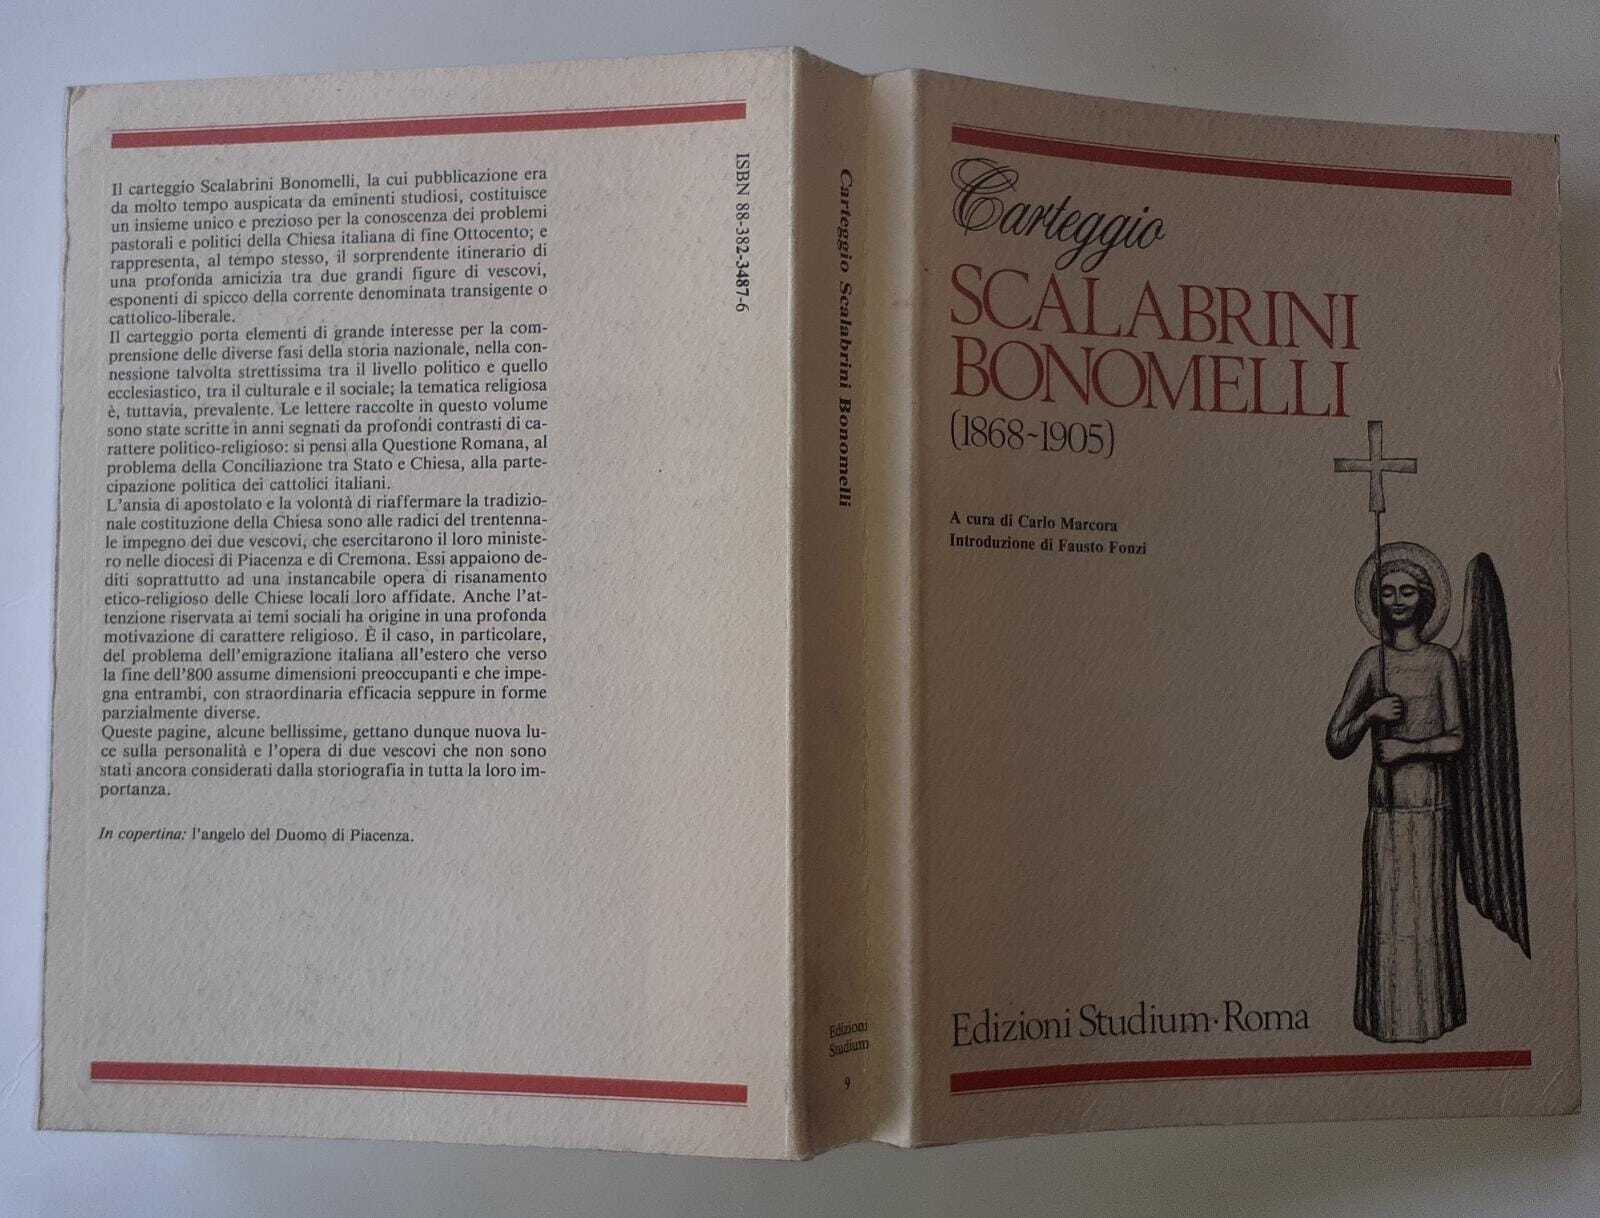 Il carteggio Scalabrini Bonomelli, la cui pubblicazione era
da molto tempo auspicata da eminenti studiosi, costituisce
un insieme unico e prezioso per la conoscenza dei problemi
pastorali e politici della Chiesa italiana di fine Ottocento; e
rappresenta, al tempo stesso, il sorprendente itinerario di
una profonda amicizia tra due grandi figure di vescovi,
esponenti di spicco della corrente denominata transigente o
cattolico-liberale.
Il carteggio porta elementi di grande interesse per la com-
prensione delle diverse fasi della storia nazionale, nella con-
nessione talvolta strettissima tra il livello politico e quello
ecclesiastico, tra il culturale e il sociale; la tematica religiosa
è, tuttavia, prevalente. Le lettere raccolte in questo volume
sono state scritte in anni segnati da profondi contrasti di ca-
rattere politico-religioso: si pensi alla Questione Romana, al
problema della Conciliazione tra Stato e Chiesa, alla parte-
cipazione politica dei cattolici italiani.
L'ansia di apostolato e la volontà di riaffermare la tradizio-
nale costituzione della Chiesa sono alle radici del trentenna-
le impegno dei due vescovi, che esercitarono il loro ministe-
ro nelle diocesi di Piacenza e di Cremona. Essi appaiono de-
diti soprattutto ad una instancabile opera di risanamento
etico-religioso delle Chiese locali loro affidate. Anche l'at-
tenzione riservata ai temi sociali ha origine in una profonda
motivazione di carattere religioso. È il caso, in particolare,
del problema dell'emigrazione italiana all'estero che verso
la fine dell'800 assume dimensioni preoccupanti e che impe-
gna entrambi, con straordinaria efficacia seppure in forme
parzialmente diverse.
Queste pagine, alcune bellissime, gettano dunque nuova lu-
ce sulla personalità e l'opera di due vescovi che non sono
stati ancora considerati dalla storiografia in tutta la loro im-
portanza.
In copertina: l'angelo del Duomo di Piacenza.
ISBN 88-382-3487-6
Carteggio Scalabrini Bonomelli
Edizioni
Studium
9
Carteggio
SCALABRINI
BONOMELLI
(1868-1905)
A cura di Carlo Marcora
Introduzione di Fausto Fonzi
Edizioni Studium · Roma